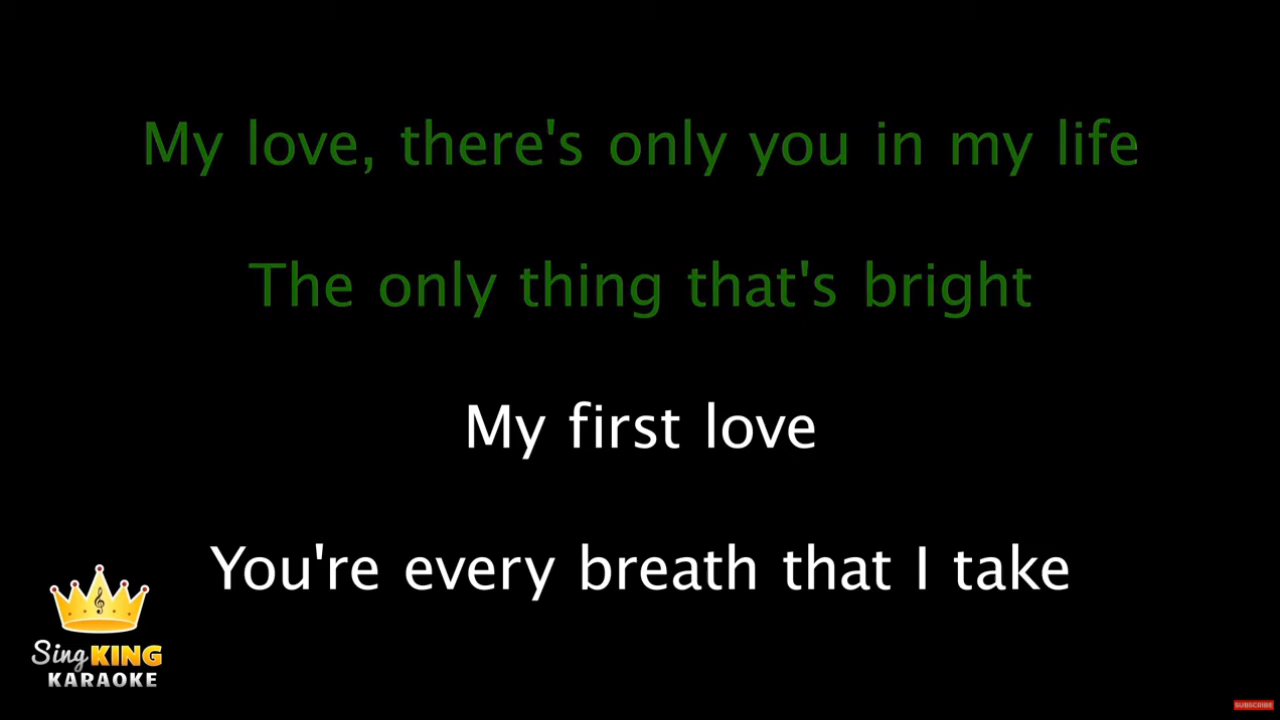 My love, there's only you in my life
The only thing that's bright
My first love
You're every breath that I take
Sing KING
KARAOKE
SUBSCRIBE